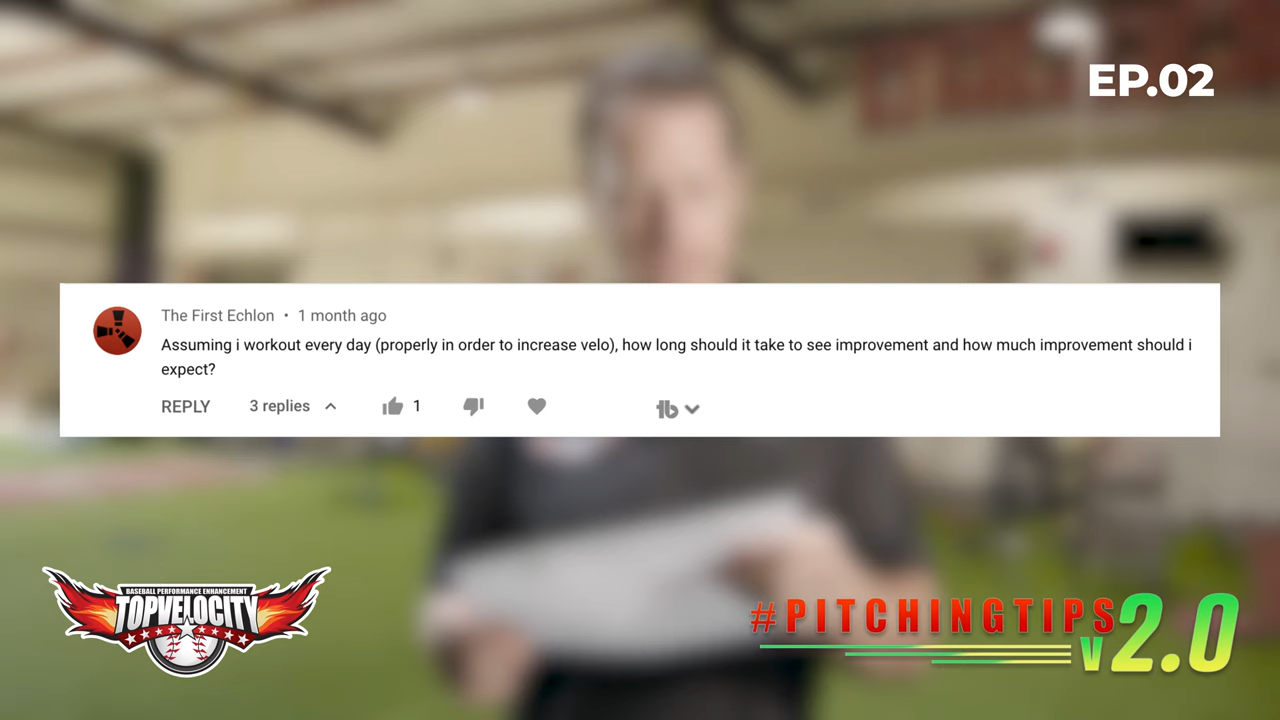 EP.02
The First Echlon • 1 month ago
Assuming i workout every day (properly in order to increase velo), how long should it take to see improvement and how much improvement should i
expect?
REPLY 3 replies 1
BASEBALL PERFORMANCE ENHANCEMENT
TOPVELOCITY
#PITCHINGTIPS
v2.0